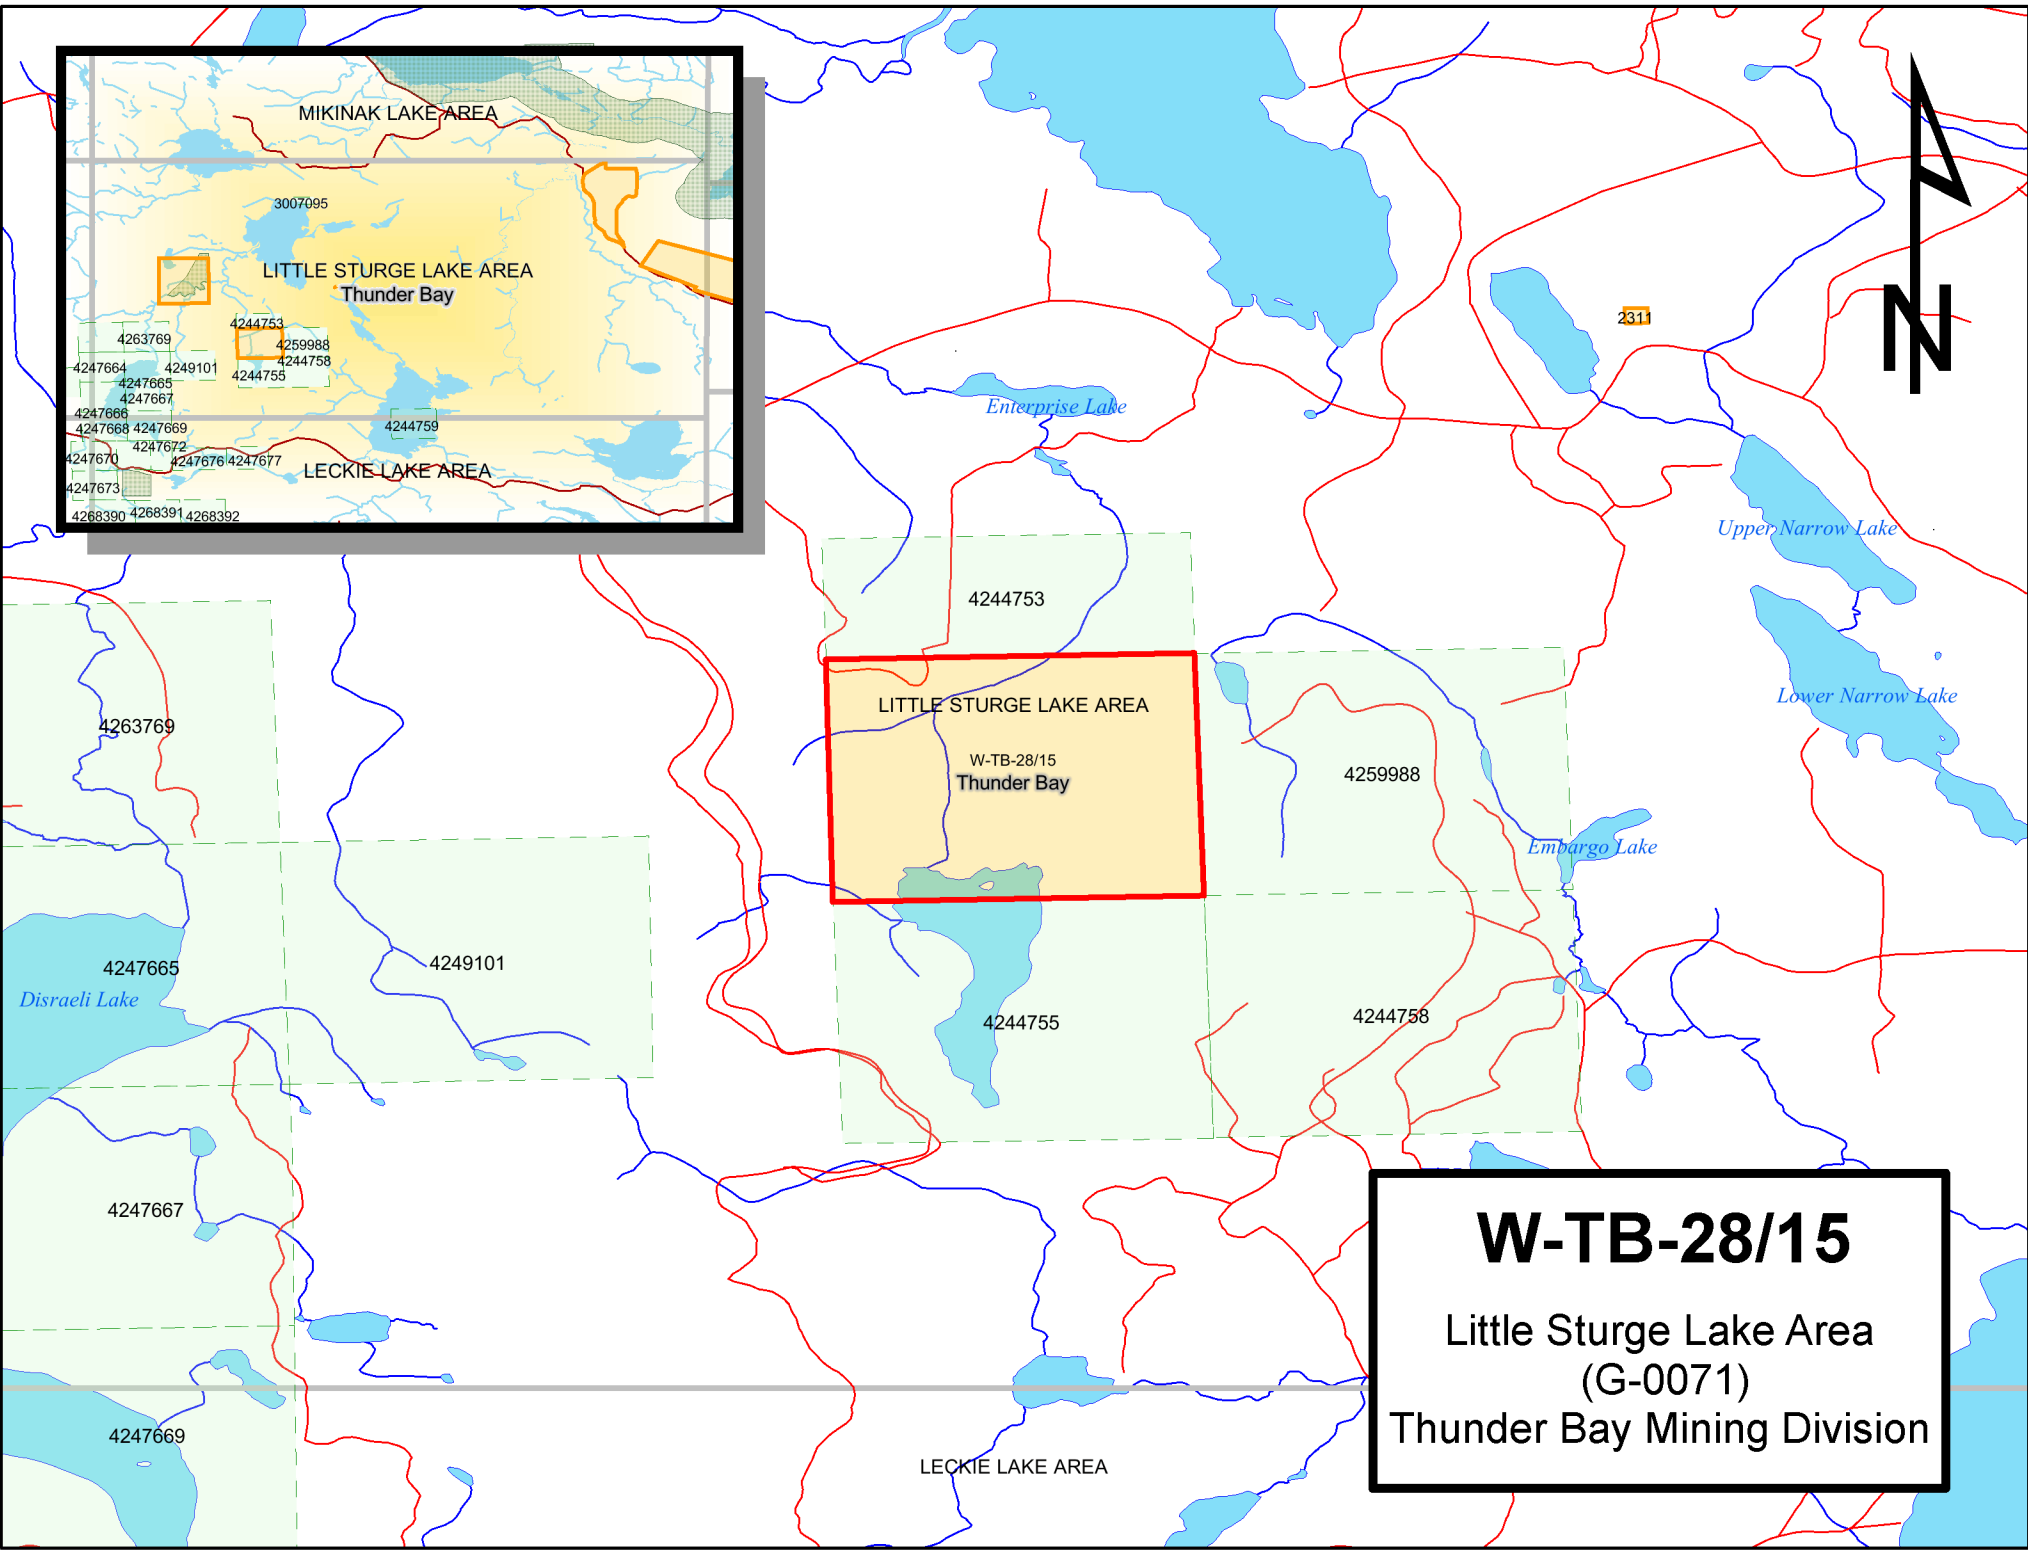 MIKINAK LAKE AREA
3007095
LITTLE STURGE LAKE AREA
Thunder Bay
4244753
4263769
4259988
4247664
4249101
4244758
4244755
4247665
4247667
4247666
4244759
4247668
4247669
4247672
4247670
4247676
4247677
LECKIE LAKE AREA
4247673
4268390
4268391
4268392
N
2311
Enterprise Lake
Upper Narrow Lake
4244753
Lower Narrow Lake
LITTLE STURGE LAKE AREA
4263769
W-TB-28/15
Thunder Bay
4259988
Embargo Lake
4249101
4247665
Disraeli Lake
4244755
4244758
4247667
W-TB-28/15
Little Sturge Lake Area
(G-0071)
Thunder Bay Mining Division
4247669
LECKIE LAKE AREA